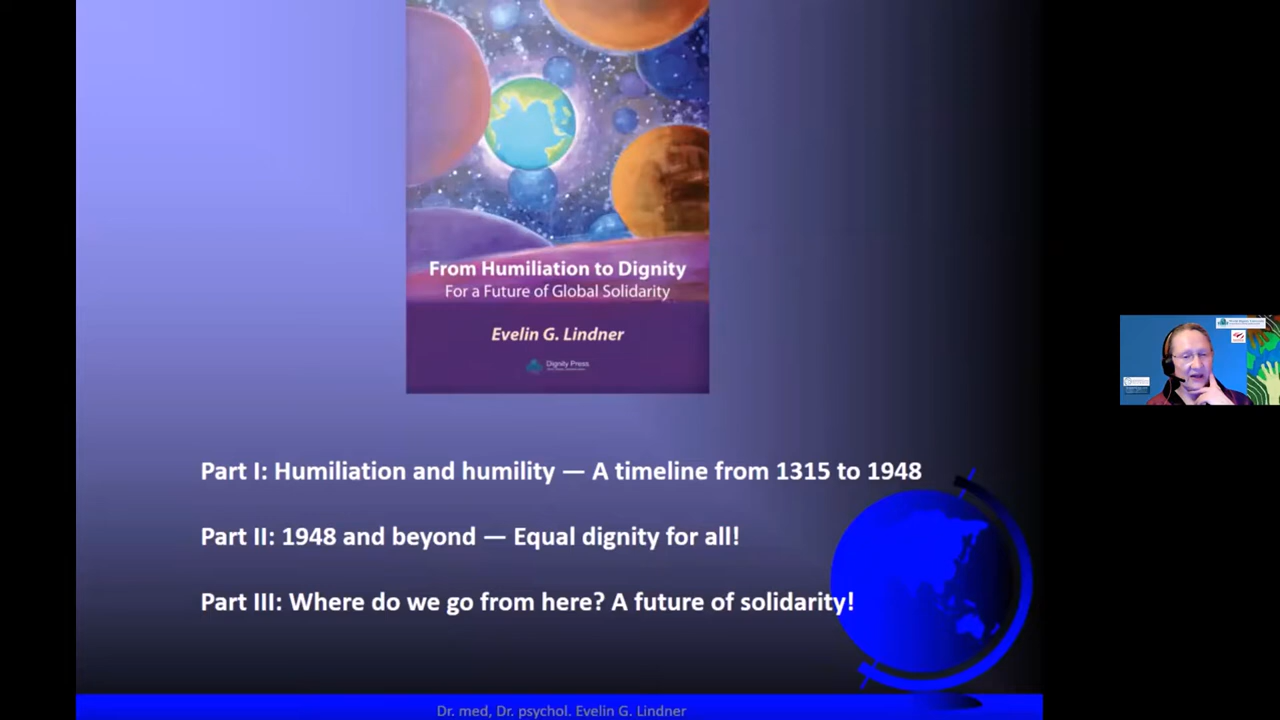 From Humiliation to Dignity
For a Future of Global Solidarity
Evelin G. Lindner
Dignity Press
Part I: Humiliation and humility — A timeline from 1315 to 1948
Part II: 1948 and beyond — Equal dignity for all!
Part III: Where do we go from here? A future of solidarity!
Dr. med, Dr. psychol. Evelin G. Lindner